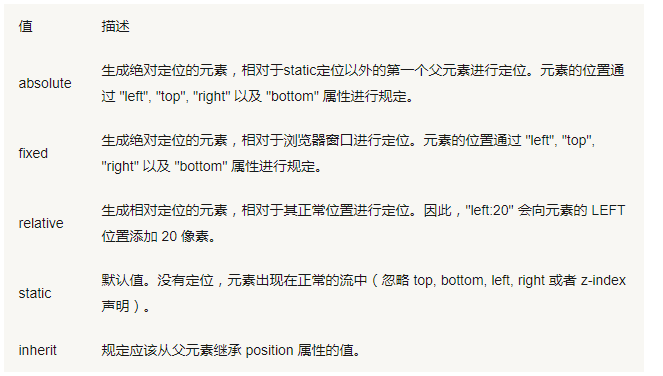 值 描述
absolute 生成绝对定位的元素，相对于static定位以外的第一个父元素进行定位。元素的位置通
过 "left", "top", "right" 以及 "bottom" 属性进行规定。
fixed 生成绝对定位的元素，相对于浏览器窗口进行定位。元素的位置通过 "left", "top",
"right" 以及 "bottom" 属性进行规定。
relative 生成相对定位的元素，相对于其正常位置进行定位。因此，"left:20" 会向元素的 LEFT
位置添加 20 像素。
static 默认值。没有定位，元素出现在正常的流中（忽略 top, bottom, left, right 或者 z-index
声明）。
inherit 规定应该从父元素继承 position 属性的值。